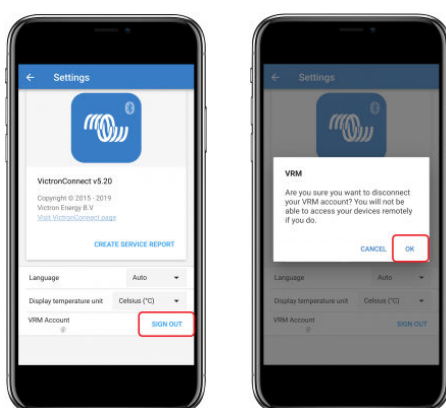 ← Settings
VictronConnect v5.20
Copyright © 2015 - 2019
Victron Energy B.V
Visit VictronConnect page
CREATE SERVICE REPORT
Language Auto
Display temperature unit Celsius (°C)
VRM Account SIGN OUT
@
← Settings
VRM
Are you sure you want to disconnect
your VRM account? You will not be
able to access your devices remotely
if you do.
CANCEL OK
Language Auto
Display temperature unit Celsius (°C)
VRM Account SIGN OUT
@